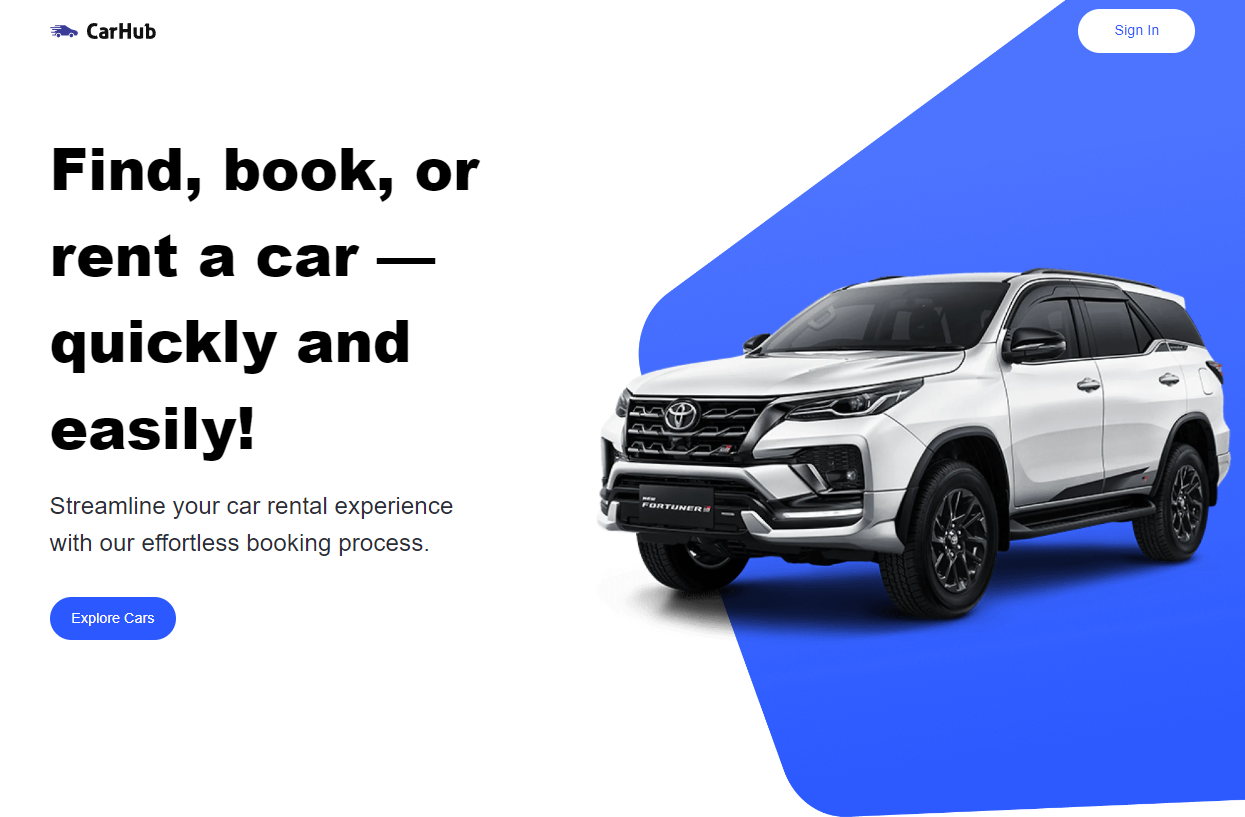 CarHub
Sign In
Find, book, or
rent a car —
quickly and
easily!
Streamline your car rental experience
with our effortless booking process.
Explore Cars
NEW
FORTUNER